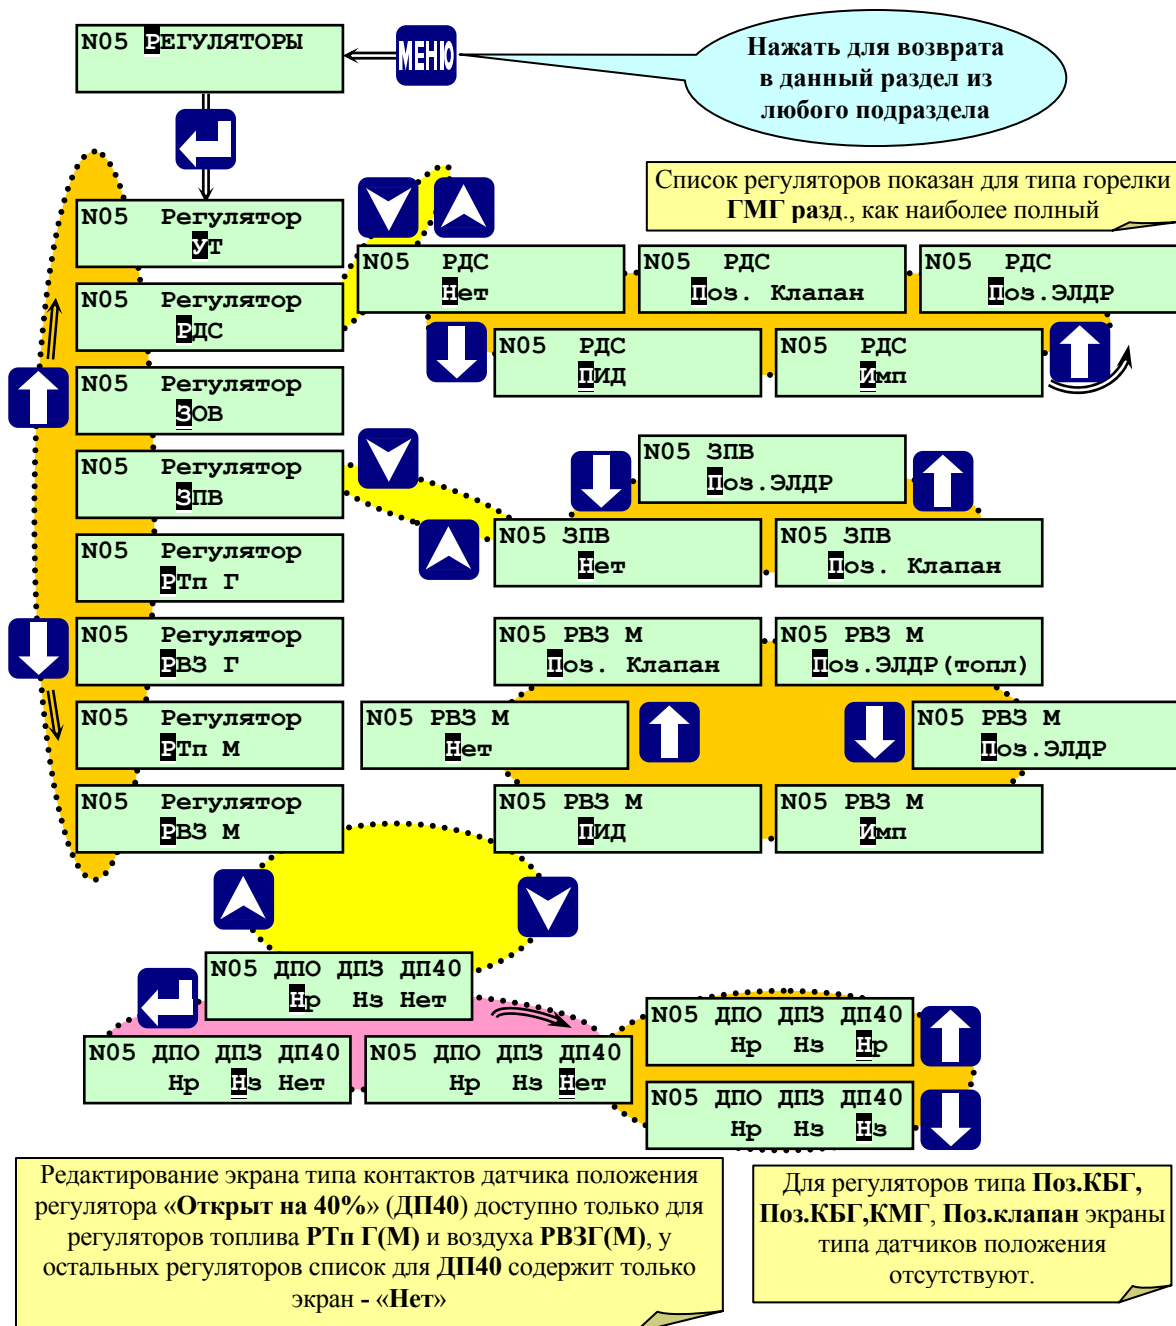 N05 РЕГУЛЯТОРЫ
МЕНЮ
Нажать для возврата
в данный раздел из
любого подраздела
Список регуляторов показан для типа горелки
ГМГ разд., как наиболее полный
N05 Регулятор
УТ
N05 Регулятор
РДС
N05 Регулятор
ЗОВ
N05 Регулятор
ЗПВ
N05 Регулятор
РТп Г
N05 Регулятор
РВЗ Г
N05 Регулятор
РТп М
N05 Регулятор
РВЗ М
N05 РДС
Нет
N05 РДС
Поз. Клапан
N05 РДС
Поз.ЭЛДР
N05 РДС
ПИД
N05 РДС
Имп
N05 ЗПВ
Поз.ЭЛДР
N05 ЗПВ
Нет
N05 ЗПВ
Поз. Клапан
N05 РВЗ М
Поз. Клапан
N05 РВЗ М
Поз.ЭЛДР(топл)
N05 РВЗ М
Нет
N05 РВЗ М
Поз.ЭЛДР
N05 РВЗ М
ПИД
N05 РВЗ М
Имп
N05 ДПО ДПЗ ДП40
Нр Нз Нет
N05 ДПО ДПЗ ДП40
Нр Нз Нет
N05 ДПО ДПЗ ДП40
Нр Нз Нет
N05 ДПО ДПЗ ДП40
Нр Нз Нр
N05 ДПО ДПЗ ДП40
Нр Нз Нз
Редактирование экрана типа контактов датчика положения
регулятора «Открыт на 40%» (ДП40) доступно только для
регуляторов топлива РТп Г(М) и воздуха РВЗГ(М), у
остальных регуляторов список для ДП40 содержит только
экран - «Нет»
Для регуляторов типа Поз.КБГ,
Поз.КБГ,КМГ, Поз.клапан экраны
типа датчиков положения
отсутствуют.